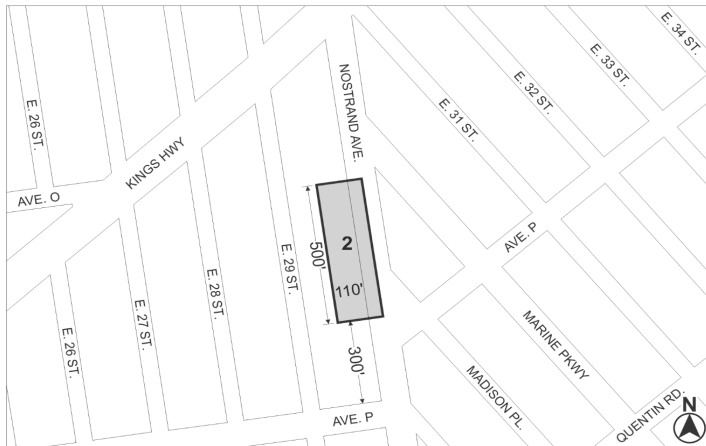 E. 34 ST.
E. 33 ST.
E. 32 ST.
E. 31 ST.
NOSTRAND AVE.
E. 26 ST.
KINGS HWY
AVE. O
AVE. P
2
500'
110'
E. 29 ST.
E. 28 ST.
E. 27 ST.
E. 26 ST.
300'
MARINE PKWY
MADISON PL.
QUENTIN RD.
AVE. P
N